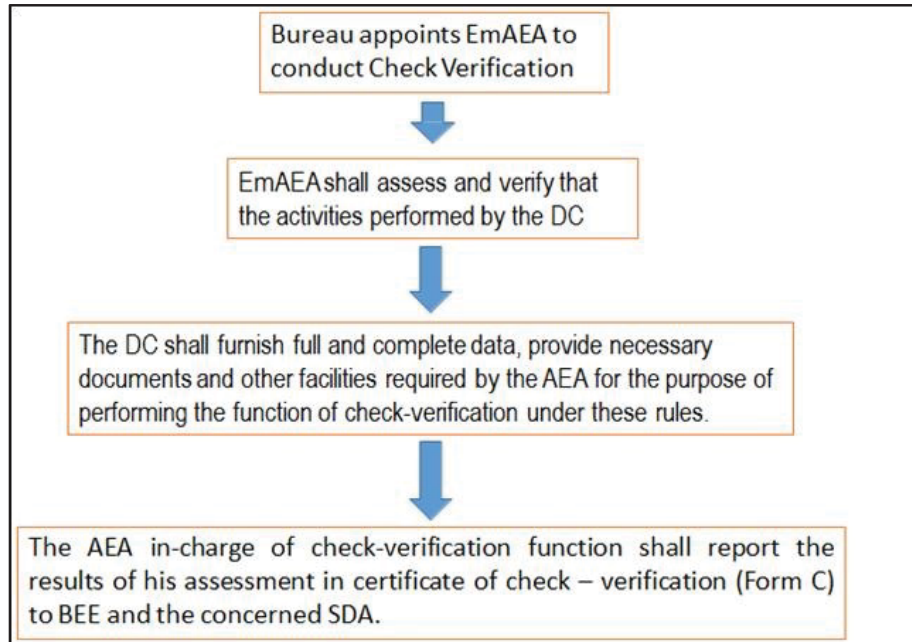 Bureau appoints EmAEA to
conduct Check Verification
EmAEA shall assess and verify that
the activities performed by the DC
The DC shall furnish full and complete data, provide necessary
documents and other facilities required by the AEA for the purpose of
performing the function of check-verification under these rules.
The AEA in-charge of check-verification function shall report the
results of his assessment in certificate of check – verification (Form C)
to BEE and the concerned SDA.